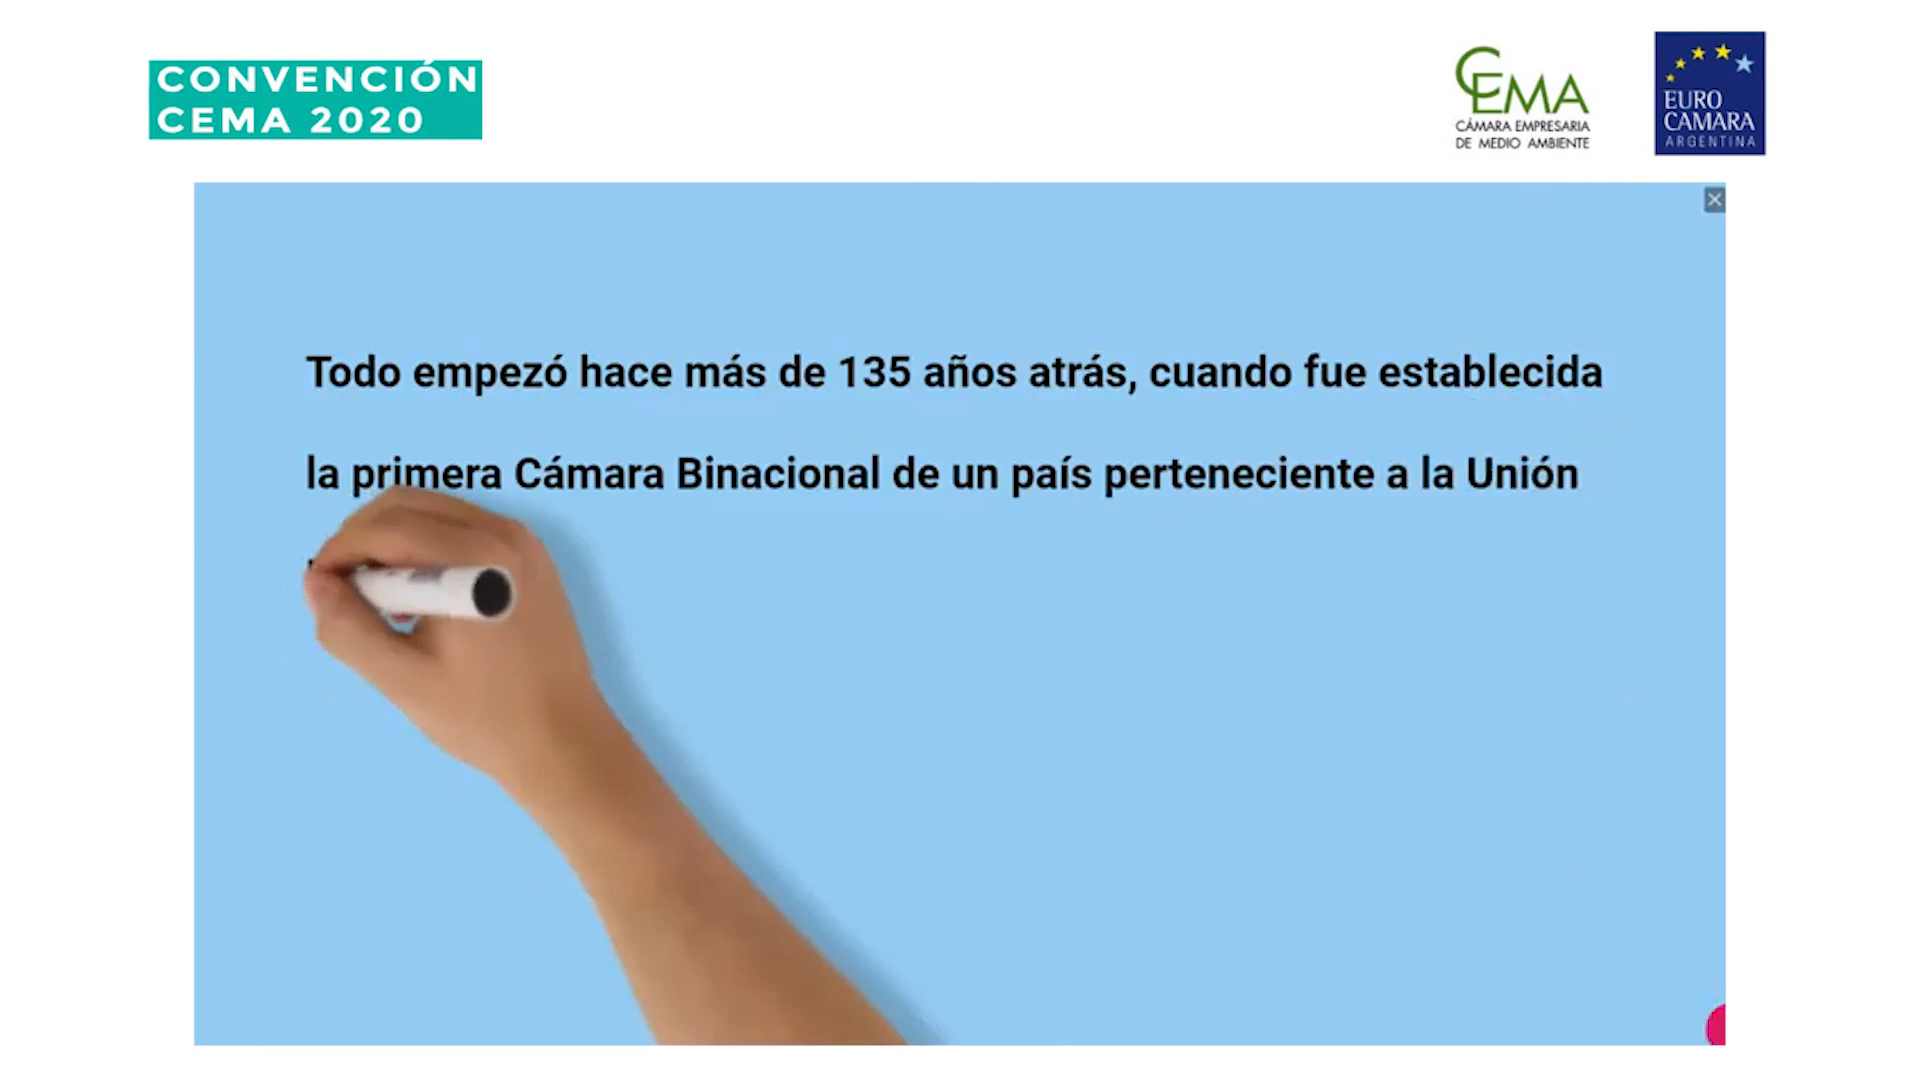 CONVENCIÓN
CEMA 2020
CEMA
CÁMARA EMPRESARIA
DE MEDIO AMBIENTE
EURO
CAMARA
ARGENTINA
Todo empezó hace más de 135 años atrás, cuando fue establecida
la primera Cámara Binacional de un país perteneciente a la Unión